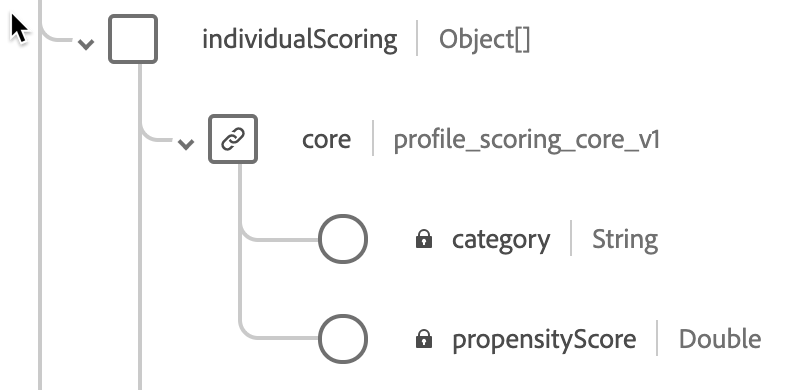 individualScoring | Object[]
core | profile_scoring_core_v1
category | String
propensityScore | Double